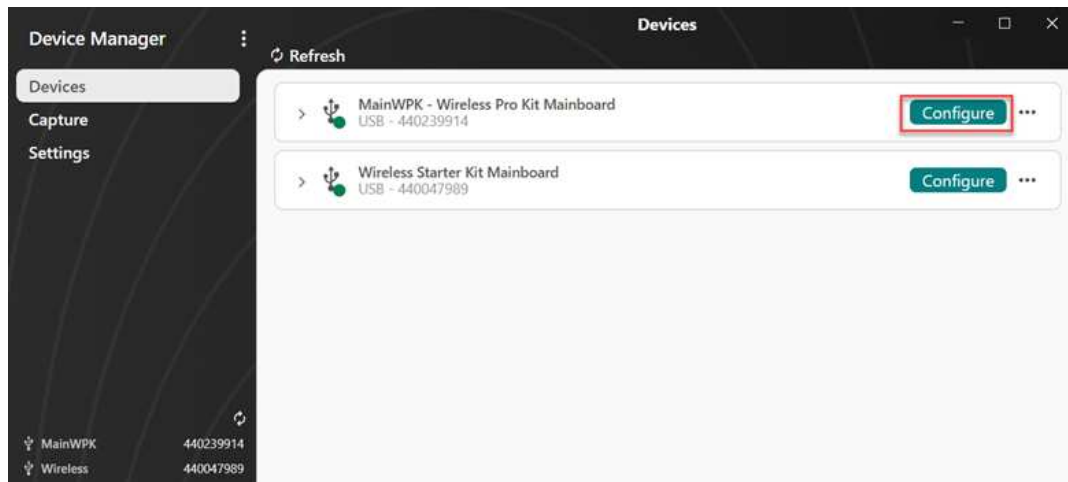 Device Manager
Devices
Capture
Settings
MainWPK 440239914
Wireless 440047989
Devices
Refresh
MainWPK - Wireless Pro Kit Mainboard
USB - 440239914
Configure
Wireless Starter Kit Mainboard
USB - 440047989
Configure